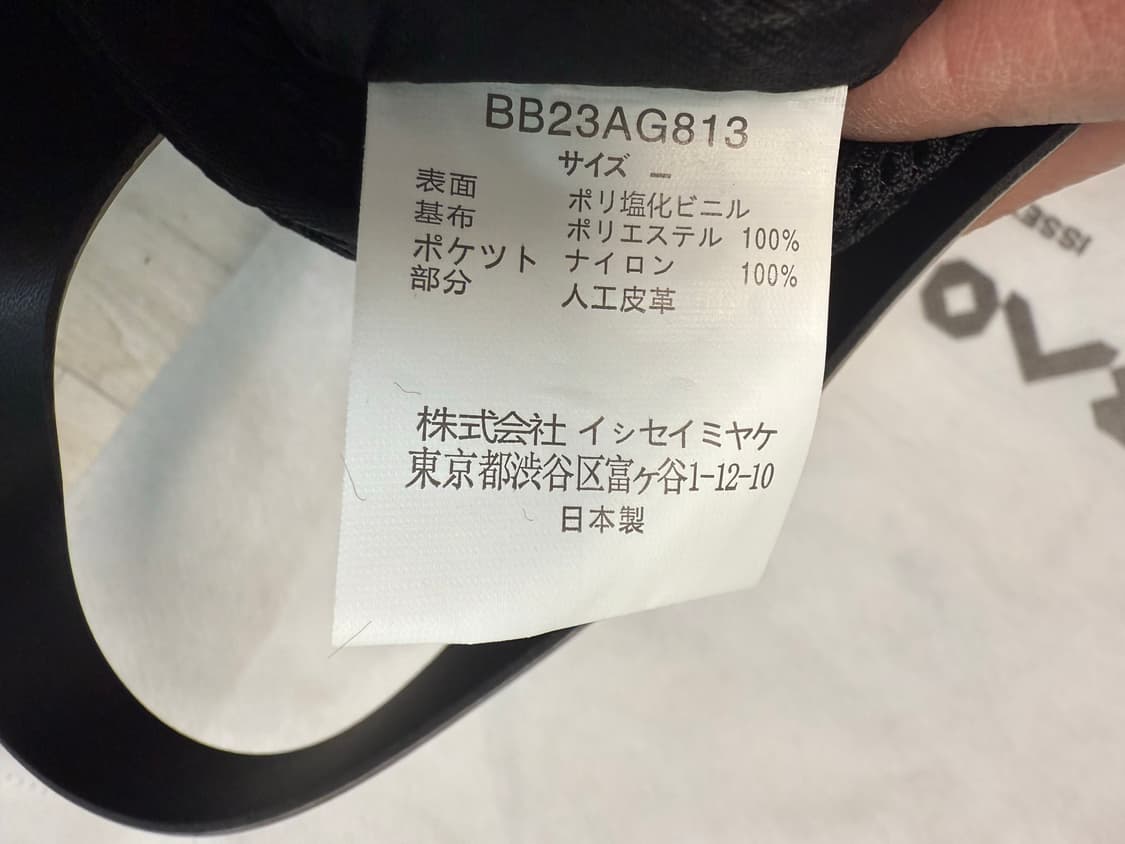 BB23AG813
サイズ －
表面 ポリ塩化ビニル
基布 ポリエステル 100%
ポケット ナイロン 100%
部分 人工皮革
株式会社 イッセイミヤケ
東京都渋谷区富ヶ谷1-12-10
日本製